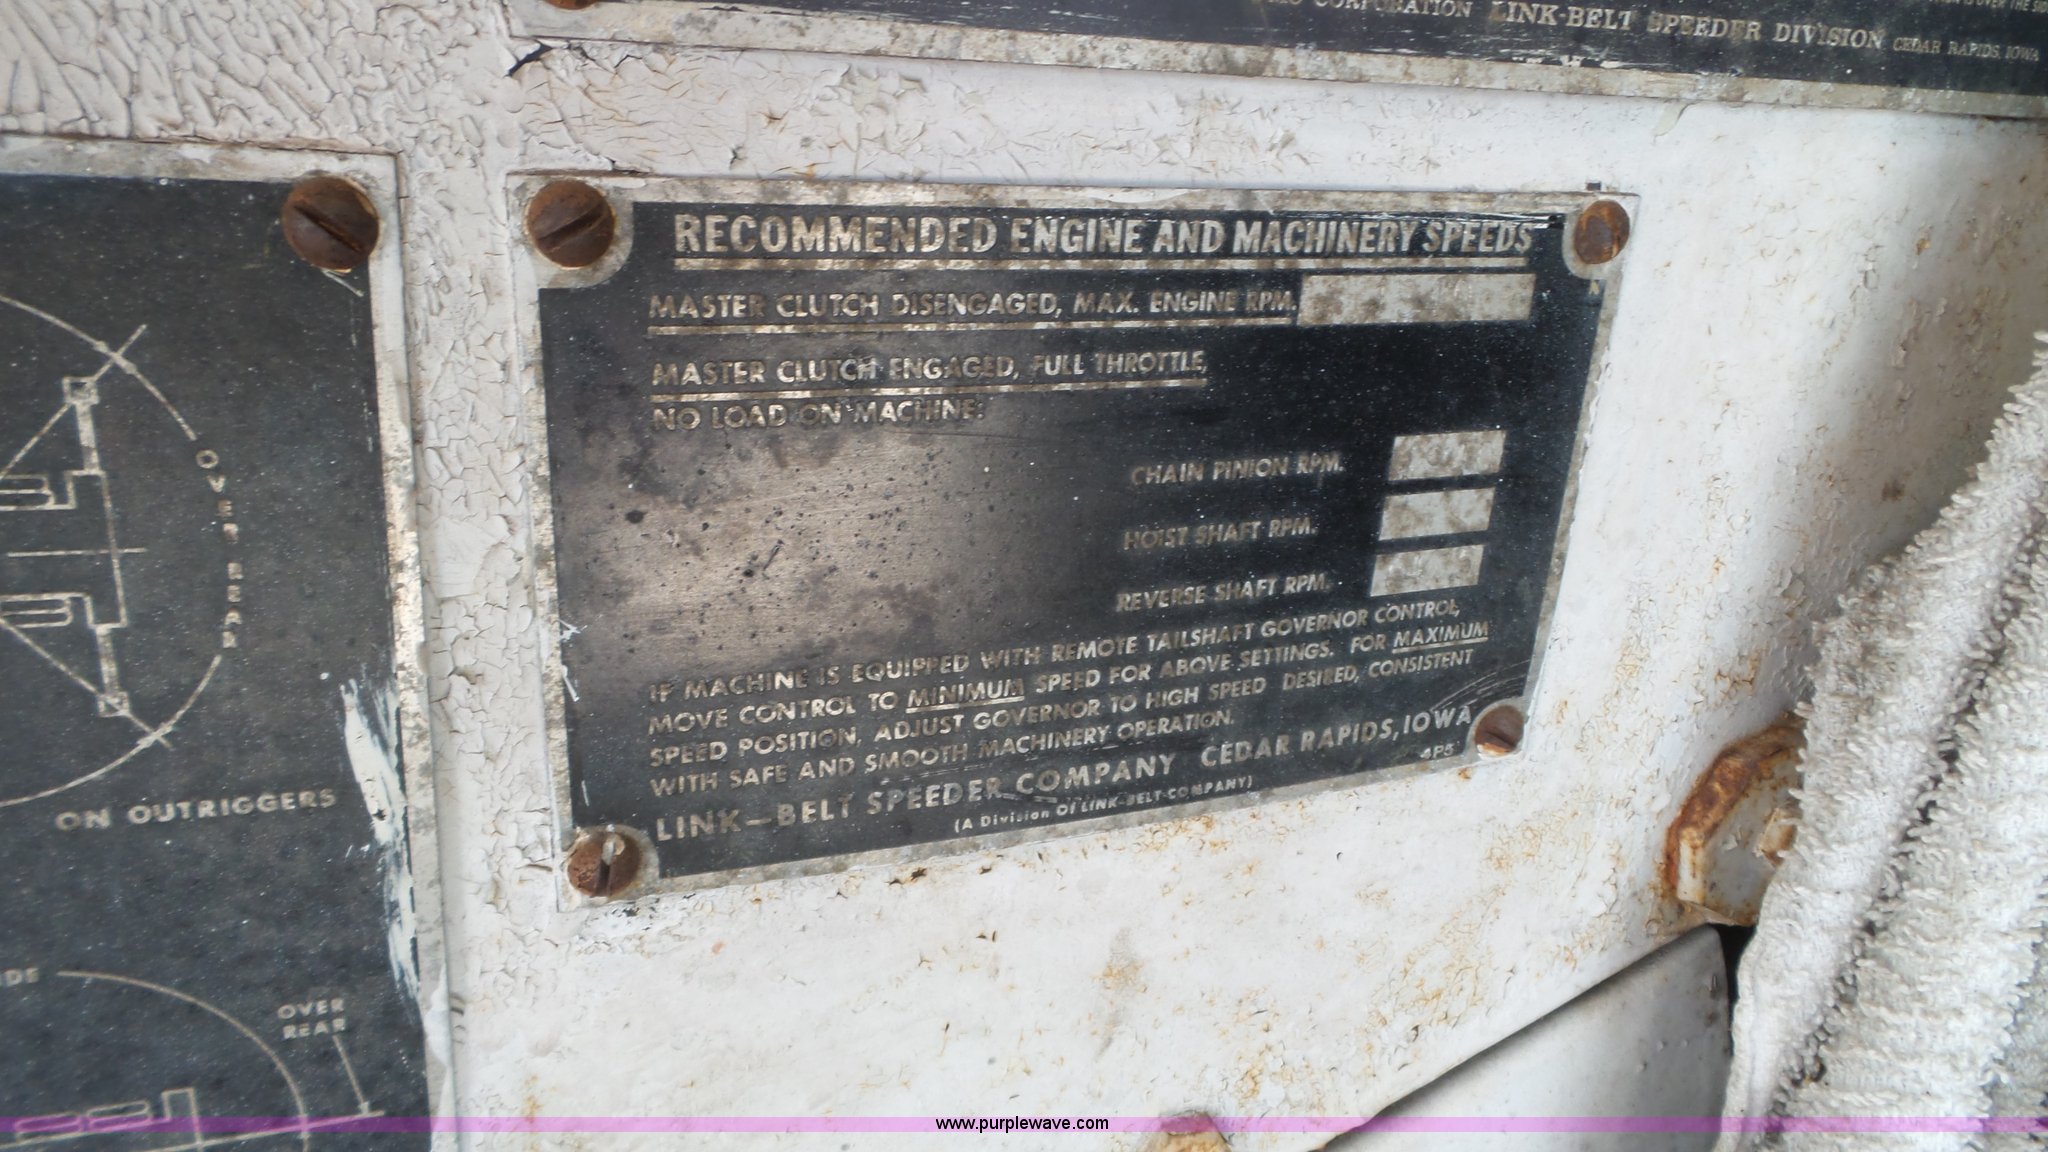 CORPORATION LINK-BELT SPEEDER DIVISION CEDAR RAPIDS, IOWA
RECOMMENDED ENGINE AND MACHINERY SPEEDS
MASTER CLUTCH DISENGAGED, MAX. ENGINE RPM.
MASTER CLUTCH ENGAGED, FULL THROTTLE,
NO LOAD ON MACHINE:
CHAIN PINION RPM.
HOIST SHAFT RPM.
REVERSE SHAFT RPM.
IF MACHINE IS EQUIPPED WITH REMOTE TAILSHAFT GOVERNOR CONTROL,
MOVE CONTROL TO MINIMUM SPEED FOR ABOVE SETTINGS. FOR MAXIMUM
SPEED POSITION, ADJUST GOVERNOR TO HIGH SPEED DESIRED, CONSISTENT
WITH SAFE AND SMOOTH MACHINERY OPERATION.
LINK-BELT SPEEDER COMPANY CEDAR RAPIDS, IOWA
(A Division Of LINK-BELT-COMPANY)
4P5
OVER REAR
ON OUTRIGGERS
OVER
REAR
www.purplewave.com